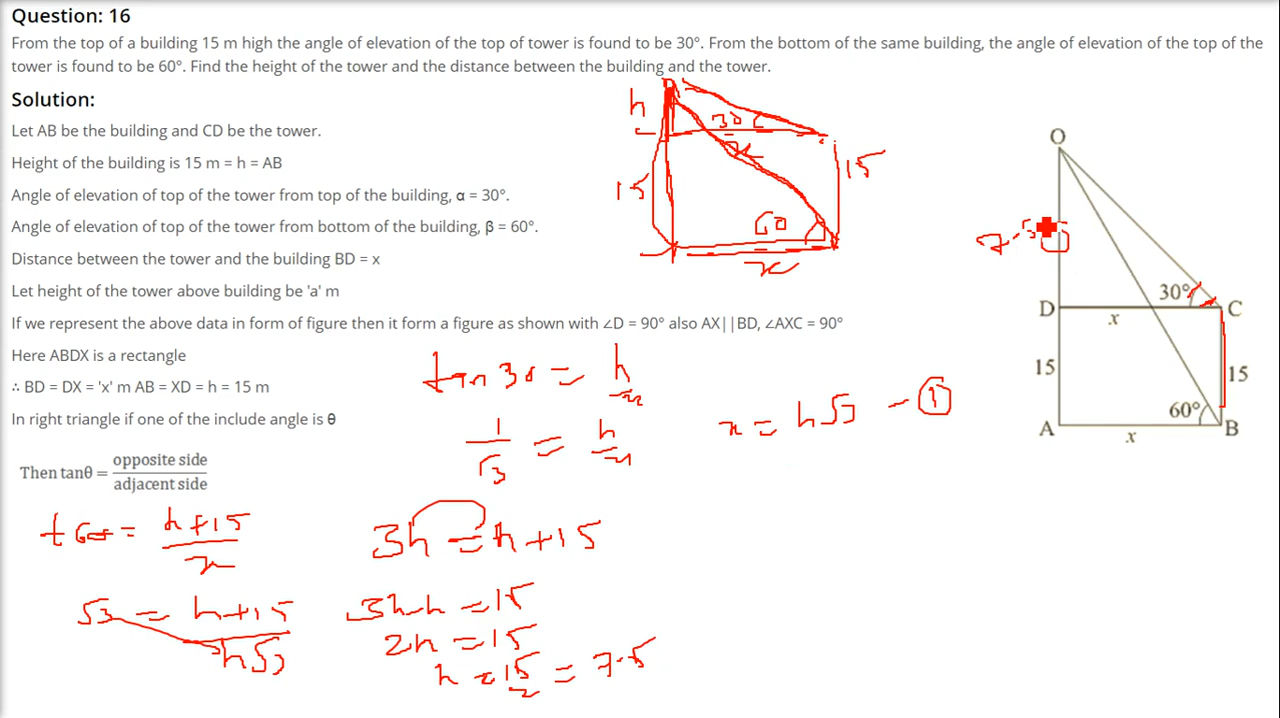 Question: 16
From the top of a building 15 m high the angle of elevation of the top of tower is found to be 30°. From the bottom of the same building, the angle of elevation of the top of the
tower is found to be 60°. Find the height of the tower and the distance between the building and the tower.
Solution:
Let AB be the building and CD be the tower.
Height of the building is 15 m = h = AB
Angle of elevation of top of the tower from top of the building, α = 30°.
Angle of elevation of top of the tower from bottom of the building, β = 60°.
Distance between the tower and the building BD = x
Let height of the tower above building be 'a' m
If we represent the above data in form of figure then it form a figure as shown with ∠D = 90° also AX||BD, ∠AXC = 90°
Here ABDX is a rectangle
∴ BD = DX = 'x' m AB = XD = h = 15 m
In right triangle if one of the include angle is θ
Then tanθ = opposite side / adjacent side
h
30
x
15
15
60
x
O
7.5
30°
D
x
C
15
15
60°
A
x
B
tan 30 = h/x
1/√3 = h/x
x = h√3 - ①
= h+15/x
√3 = h+15/h√3
3h = h+15
3h-h = 15
2h = 15
h = 15/2 = 7.5